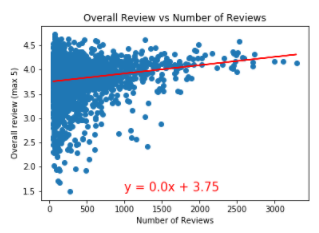 Overall Review vs Number of Reviews
Overall review (max 5)
4.5
4.0
3.5
3.0
2.5
2.0
1.5
y = 0.0x + 3.75
0 500 1000 1500 2000 2500 3000
Number of Reviews